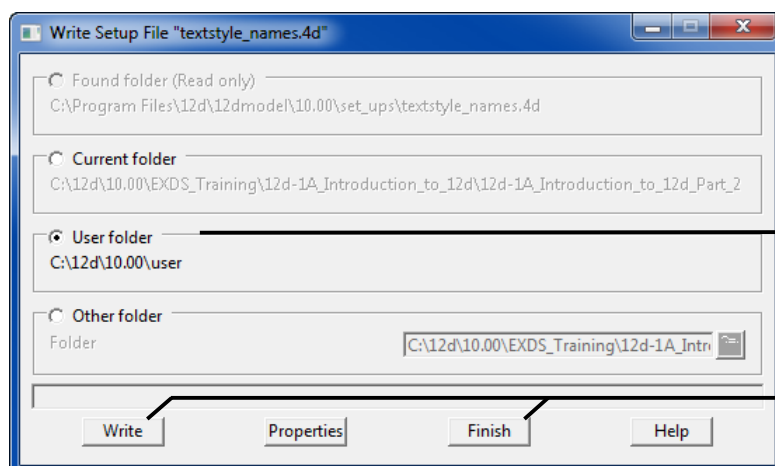 Write Setup File "textstyle_names.4d"
Found folder (Read only)
C:\Program Files\12d\12dmodel\10.00\set_ups\textstyle_names.4d
Current folder
C:\12d\10.00\EXDS_Training\12d-1A_Introduction_to_12d\12d-1A_Introduction_to_12d_Part_2
User folder
C:\12d\10.00\user
Other folder
Folder C:\12d\10.00\EXDS_Training\12d-1A_Intr
Write Properties Finish Help